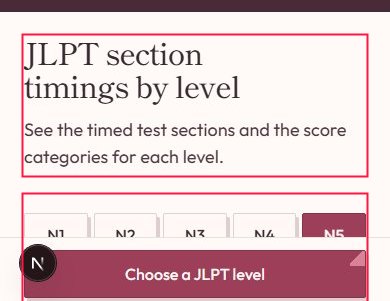 JLPT section
timings by level
See the timed test sections and the score
categories for each level.
N1 N2 N3 N4 N5
N
Choose a JLPT level